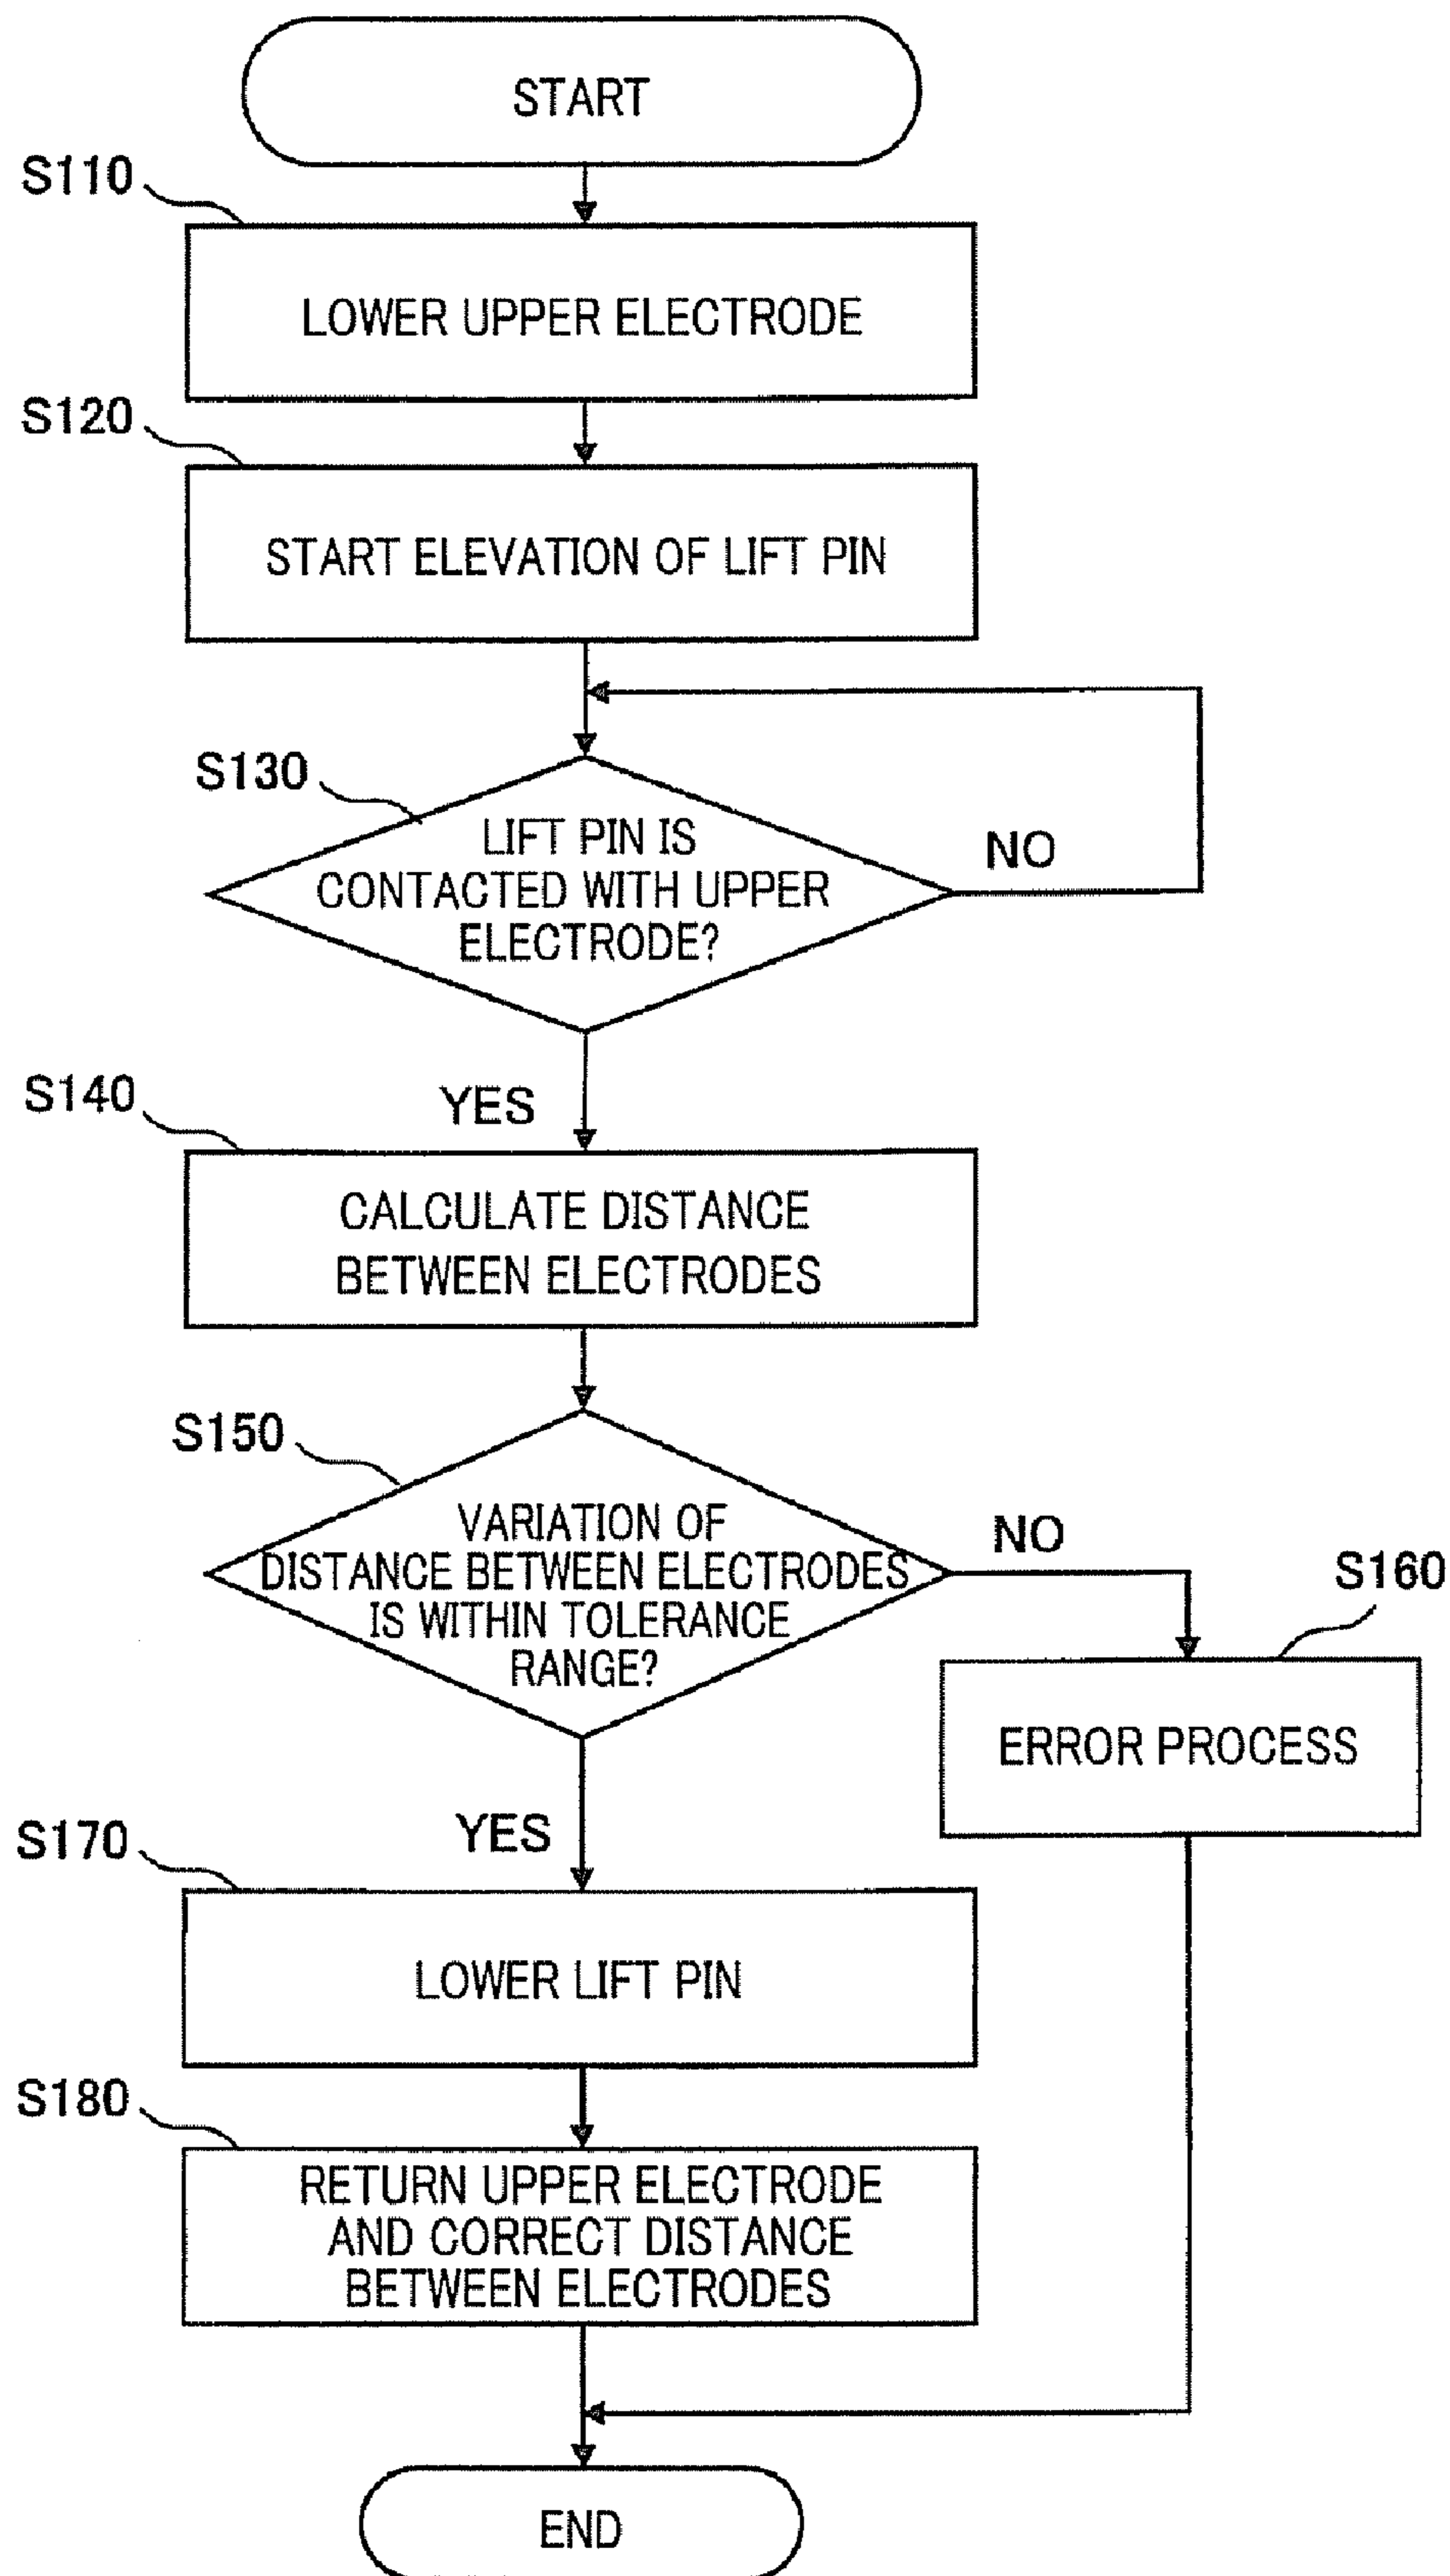 START
S110
LOWER UPPER ELECTRODE
S120
START ELEVATION OF LIFT PIN
S130
LIFT PIN IS
CONTACTED WITH UPPER
ELECTRODE?
NO
YES
S140
CALCULATE DISTANCE
BETWEEN ELECTRODES
S150
VARIATION OF
DISTANCE BETWEEN ELECTRODES
IS WITHIN TOLERANCE
RANGE?
NO
S160
ERROR PROCESS
YES
S170
LOWER LIFT PIN
S180
RETURN UPPER ELECTRODE
AND CORRECT DISTANCE
BETWEEN ELECTRODES
END